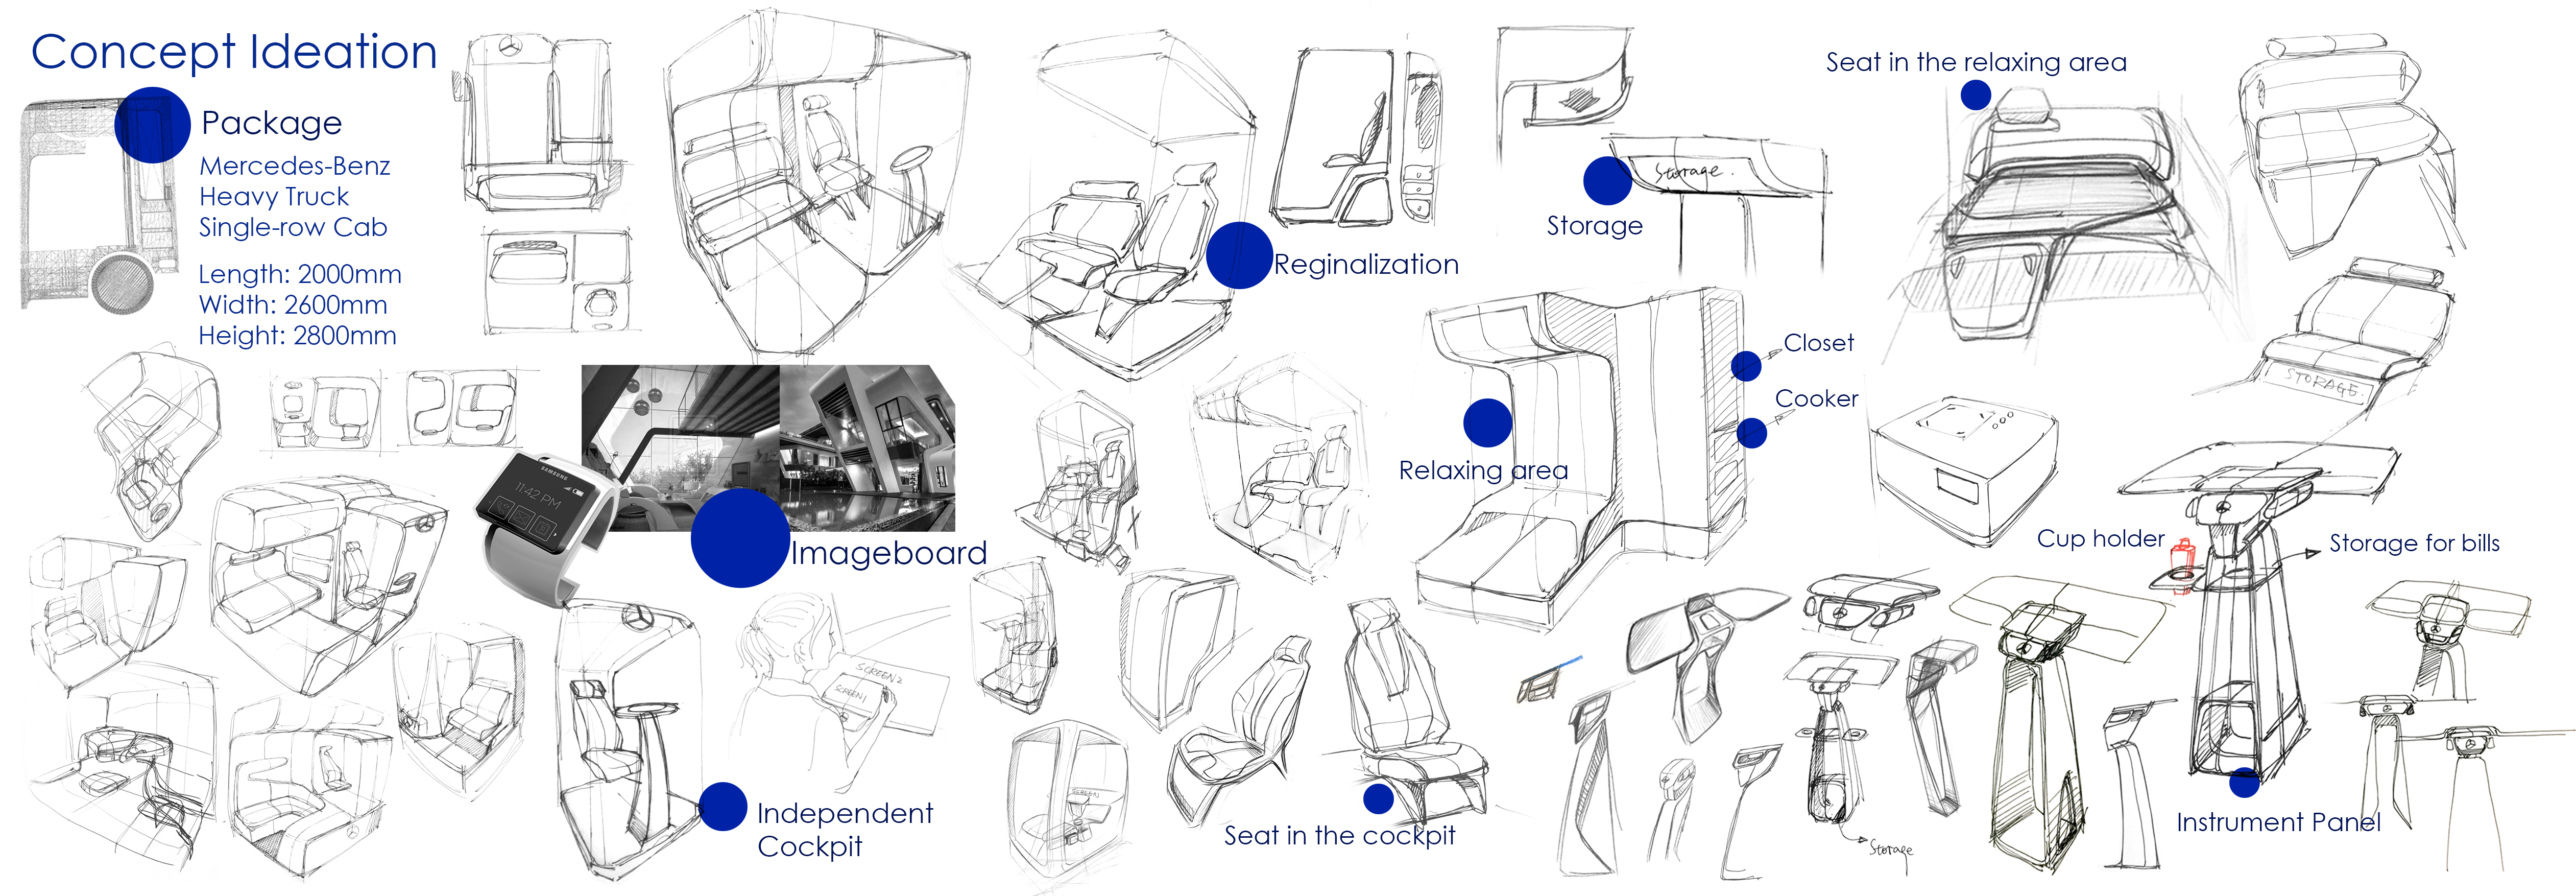 Concept Ideation
Package
Mercedes-Benz
Heavy Truck
Single-row Cab
Length: 2000mm
Width: 2600mm
Height: 2800mm
Reginalization
Storage.
Storage
Seat in the relaxing area
STORAGE.
Closet
Cooker
Relaxing area
SAMSUNG
11:42 PM
Imageboard
SCREEN 2
SCREEN 1
Independent
Cockpit
SCREEN
Seat in the cockpit
Cup holder
Storage for bills
Storage
Instrument Panel